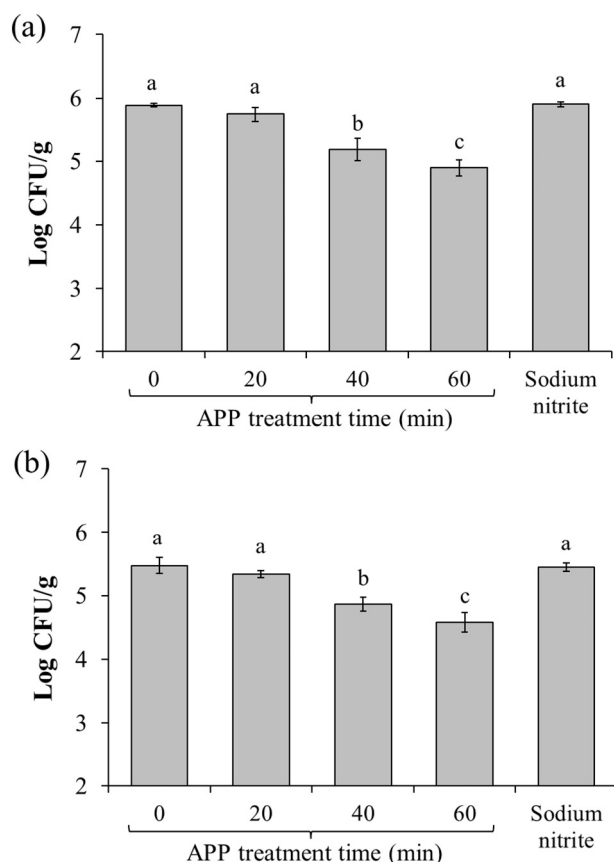 (a)
7
6
5
4
3
2
Log CFU/g
a
a
b
c
a
0 20 40 60 Sodium
nitrite
APP treatment time (min)
(b)
7
6
5
4
3
2
Log CFU/g
a
a
b
c
a
0 20 40 60 Sodium
nitrite
APP treatment time (min)